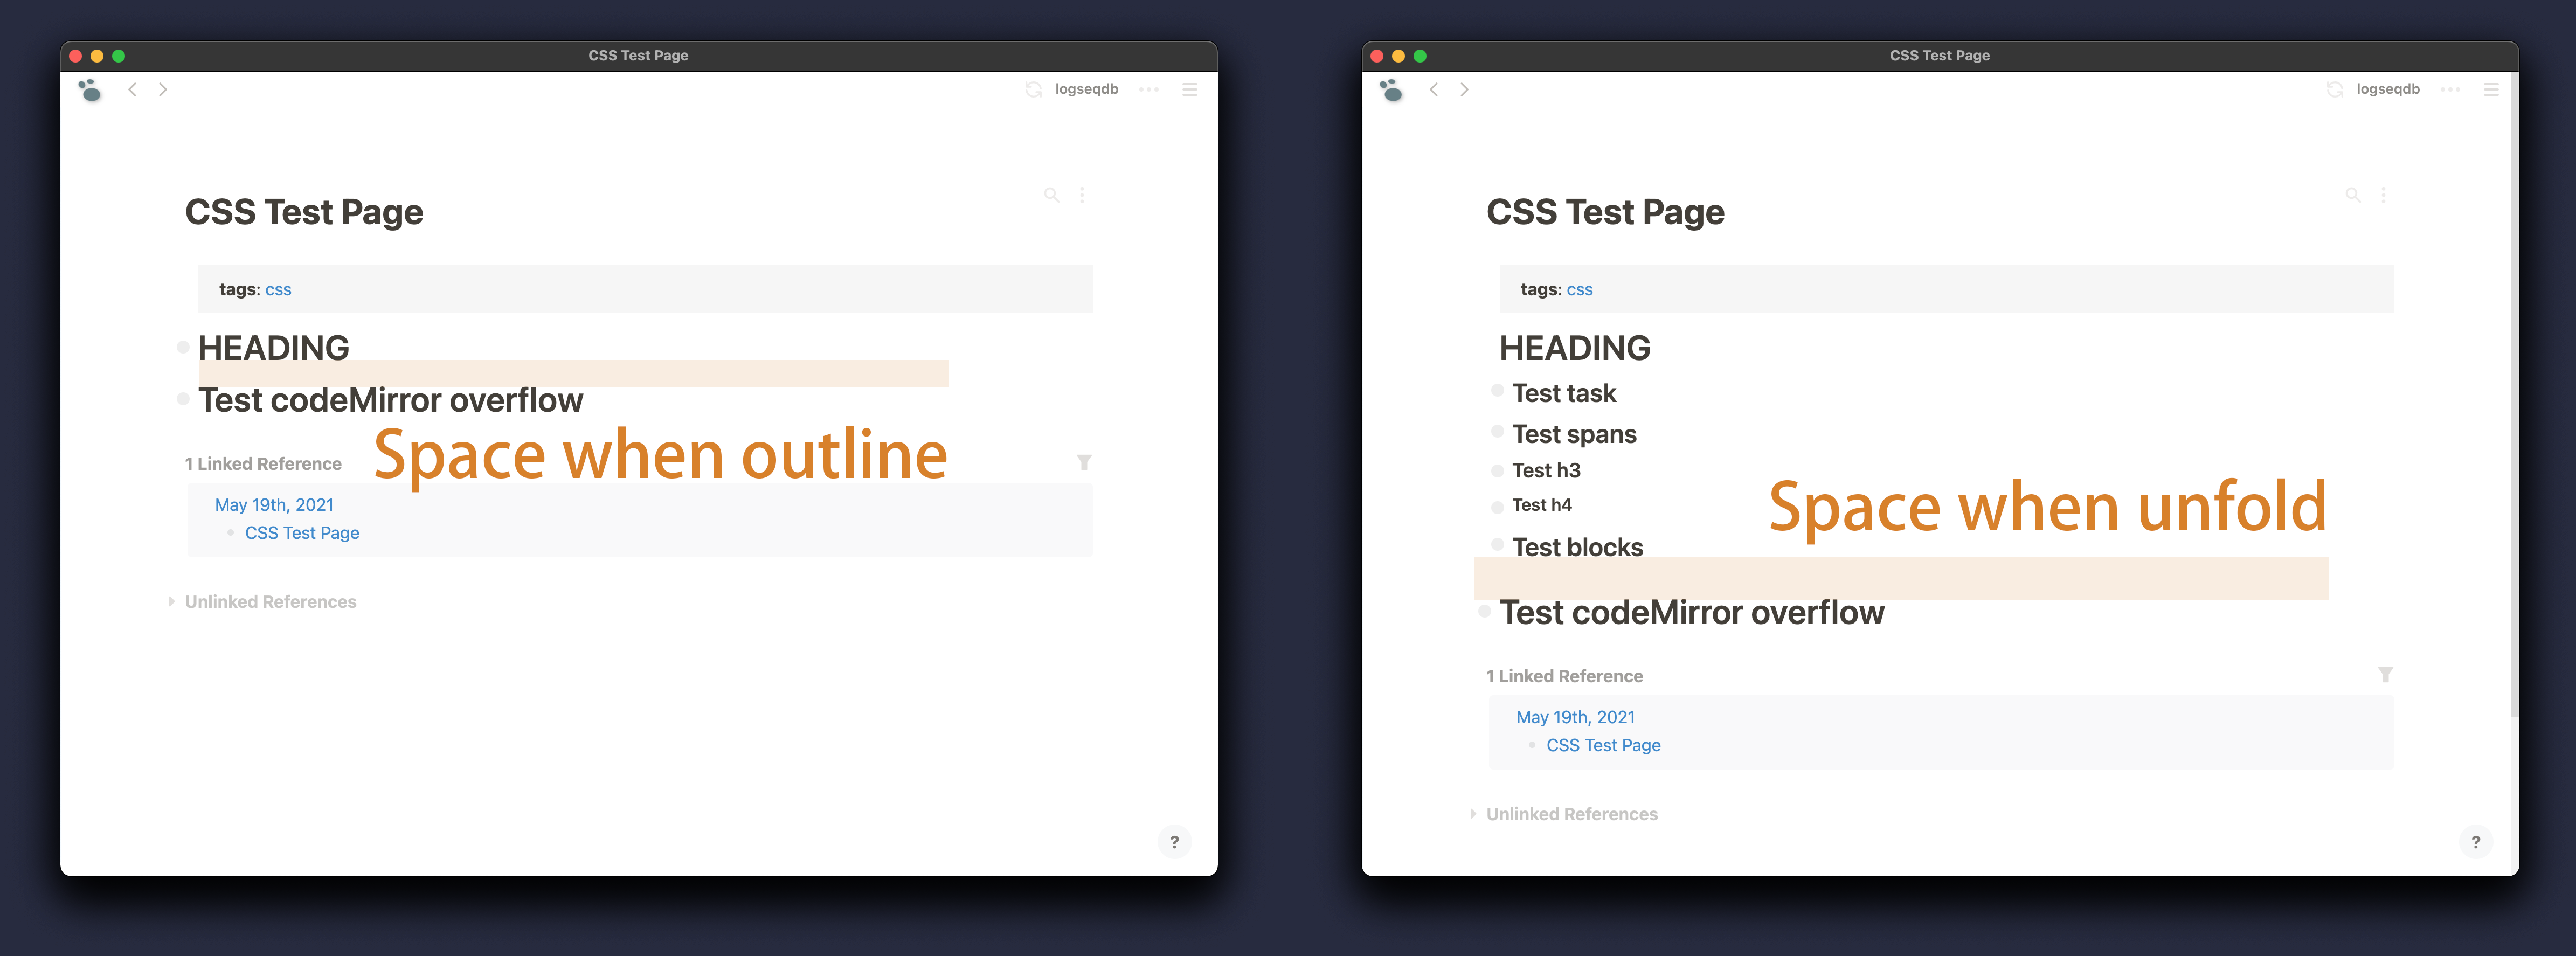 CSS Test Page
logseqdb
CSS Test Page
tags: css
HEADING
Test codeMirror overflow
Space when outline
1 Linked Reference
May 19th, 2021
CSS Test Page
Unlinked References
?
CSS Test Page
logseqdb
CSS Test Page
tags: css
HEADING
Test task
Test spans
Test h3
Test h4
Space when unfold
Test blocks
Test codeMirror overflow
1 Linked Reference
May 19th, 2021
CSS Test Page
Unlinked References
?